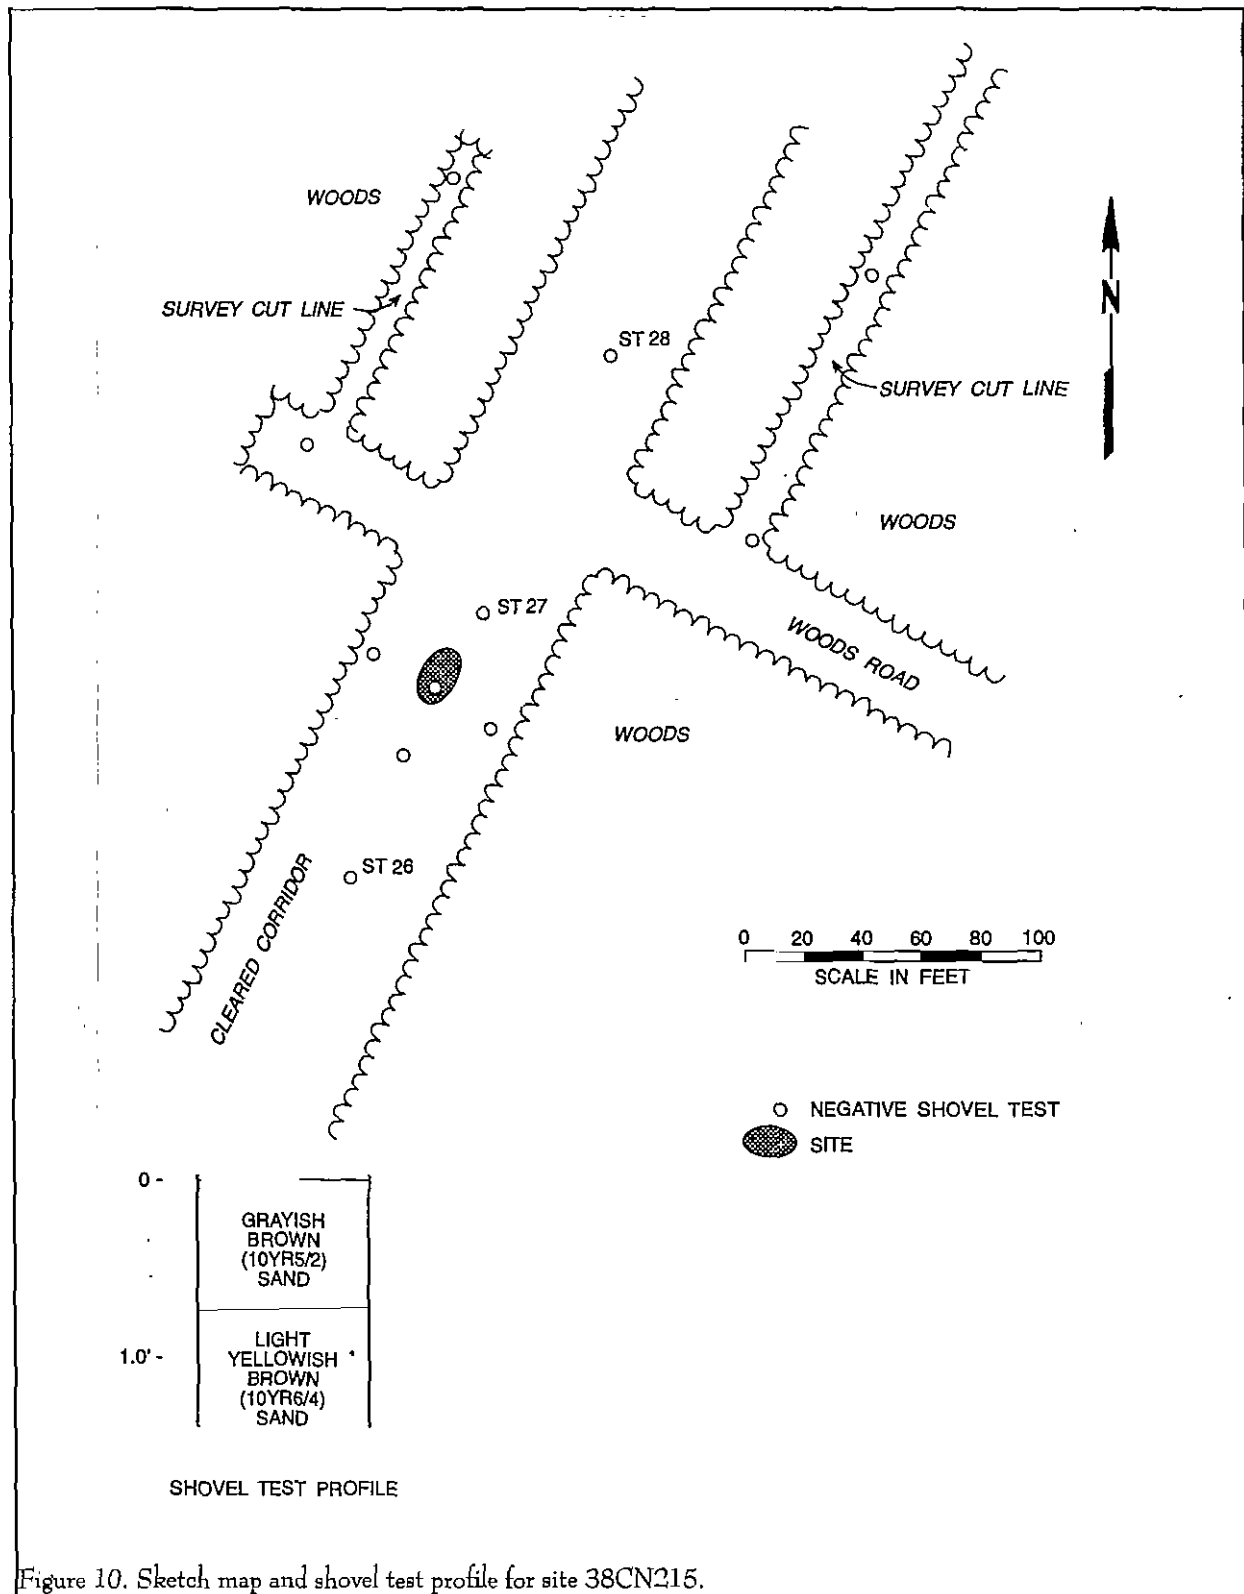 WOODS
SURVEY CUT LINE
ST 28
N
SURVEY CUT LINE
WOODS
ST 27
WOODS ROAD
WOODS
ST 26
CLEARED CORRIDOR
0 20 40 60 80 100
SCALE IN FEET
NEGATIVE SHOVEL TEST
SITE
0 -
GRAYISH
BROWN
(10YR5/2)
SAND
1.0' -
LIGHT
YELLOWISH
BROWN
(10YR6/4)
SAND
SHOVEL TEST PROFILE
Figure 10. Sketch map and shovel test profile for site 38CN215.